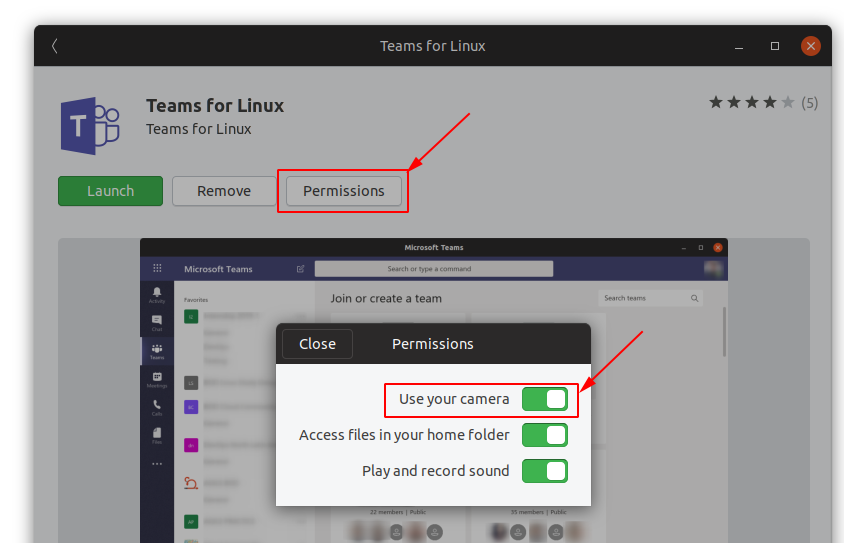 Teams for Linux
Teams for Linux
Teams for Linux
(5)
Launch Remove Permissions
Microsoft Teams
Microsoft Teams
Search or type a command
Activity
Chat
Teams
Meetings
Calls
Files
Favorites
Join or create a team
Search teams
Close Permissions
Use your camera
Access files in your home folder
Play and record sound
22 members | Public
35 members | Public